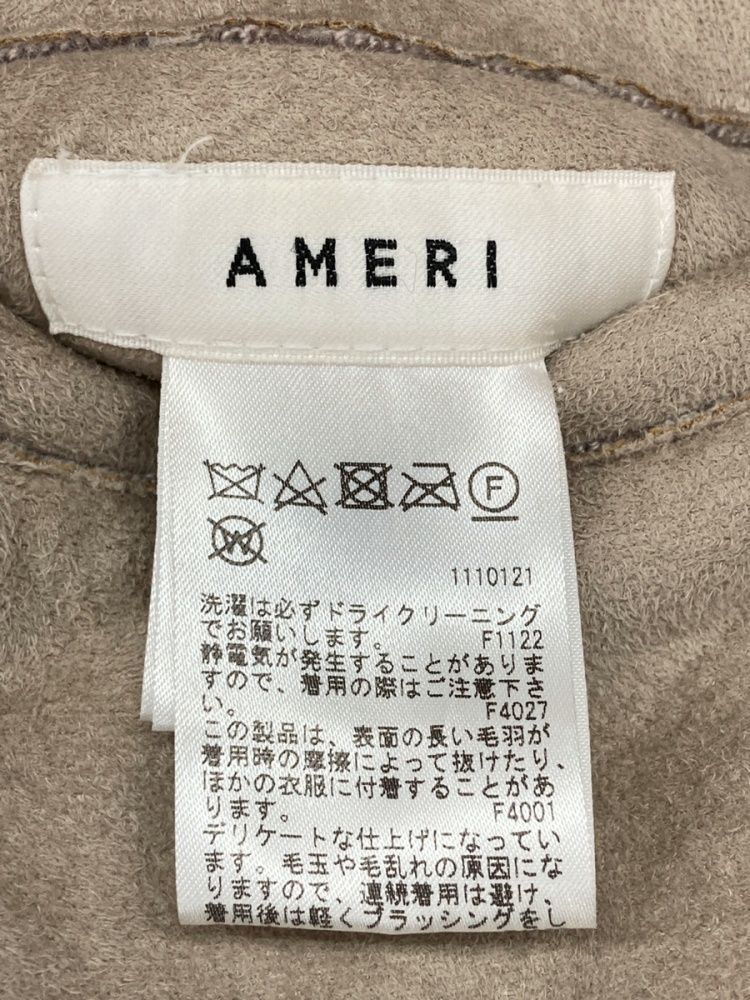 AMERI
F
W
1110121
洗濯は必ずドライクリーニング
でお願いします。 F1122
静電気が発生することがありま
すので、着用の際はご注意下さ
い。 F4027
この製品は、表面の長い毛羽が
着用時の摩擦によって抜けたり、
ほかの衣服に付着することがあ
ります。 F4001
デリケートな仕上げになってい
ます。毛玉や毛乱れの原因にな
りますので、連続着用は避け、
着用後は軽くブラッシングをし